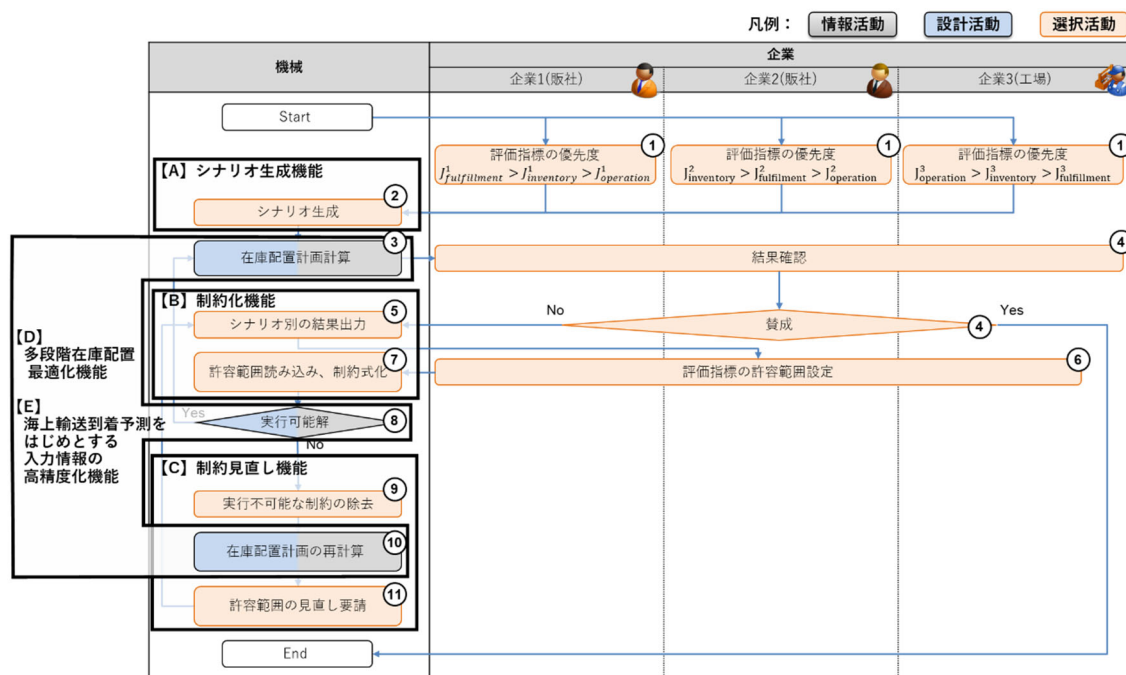 凡例：
情報活動
設計活動
選択活動
機械
企業
企業1(販社)
企業2(販社)
企業3(工場)
Start
①
評価指標の優先度
J¹fulfillment > J¹inventory > J¹operation
①
評価指標の優先度
J²inventory > J²fulfillment > J²operation
①
評価指標の優先度
J³operation > J³inventory > J³fulfillment
【A】シナリオ生成機能
②
シナリオ生成
③
在庫配置計画計算
④
結果確認
【B】制約化機能
⑤
シナリオ別の結果出力
No
賛成
④
Yes
【D】
多段階在庫配置
最適化機能
⑦
許容範囲読み込み、制約式化
⑥
評価指標の許容範囲設定
【E】
海上輸送到着予測を
はじめとする
入力情報の
高精度化機能
Yes
実行可能解
⑧
No
【C】制約見直し機能
⑨
実行不可能な制約の除去
⑩
在庫配置計画の再計算
⑪
許容範囲の見直し要請
End